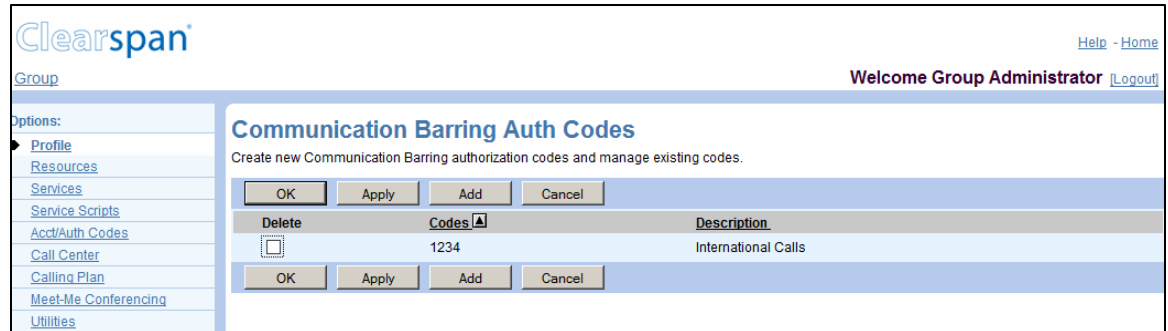 Clearspan
Help - Home
Group
Welcome Group Administrator [Logout]
Options:
Profile
Resources
Services
Service Scripts
Acct/Auth Codes
Call Center
Calling Plan
Meet-Me Conferencing
Utilities
Communication Barring Auth Codes
Create new Communication Barring authorization codes and manage existing codes.
OK Apply Add Cancel
Delete Codes Description
1234 International Calls
OK Apply Add Cancel